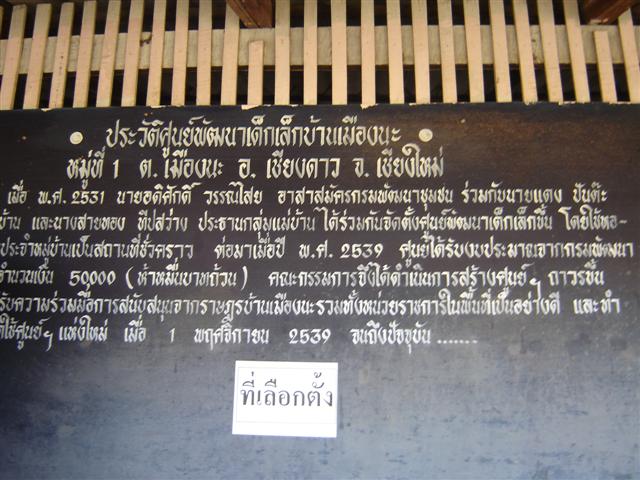 ประวัติศูนย์พัฒนาเด็กเล็กบ้านเมืองนะ
หมู่ที่ 1 ต. เมืองนะ อ. เชียงดาว จ. เชียงใหม่
เมื่อ พ.ศ. 2531 นายอดิศักดิ์ วรรณไสย อาสาสมัครกรมพัฒนาชุมชน ร่วมกับนายแดง ปันต๊ะ
บ้าน และนางสายทอง ทีปสว่าง ประธานกลุ่มแม่บ้าน ได้ร่วมกันจัดตั้งศูนย์พัฒนาเด็กเล็กขึ้น โดยใช้หอ-
ประจำหมู่บ้านเป็นสถานที่ชั่วคราว ต่อมาเมื่อปี พ.ศ. 2539 ศูนย์ได้รับงบประมาณจากกรมพัฒนา
จำนวนเงิน 50,000 (ห้าหมื่นบาทถ้วน) คณะกรรมการจึงได้ดำเนินการสร้างศูนย์ฯ ถาวรขึ้น
รับความร่วมมือการสนับสนุนจากราษฎรบ้านเมืองนะรวมทั้งหน่วยราชการในพื้นที่เป็นอย่างดี และทำ
ใช้ศูนย์ฯ แห่งใหม่ เมื่อ 1 พฤศจิกายน 2539 จนถึงปัจจุบัน.......
ที่เลือกตั้ง